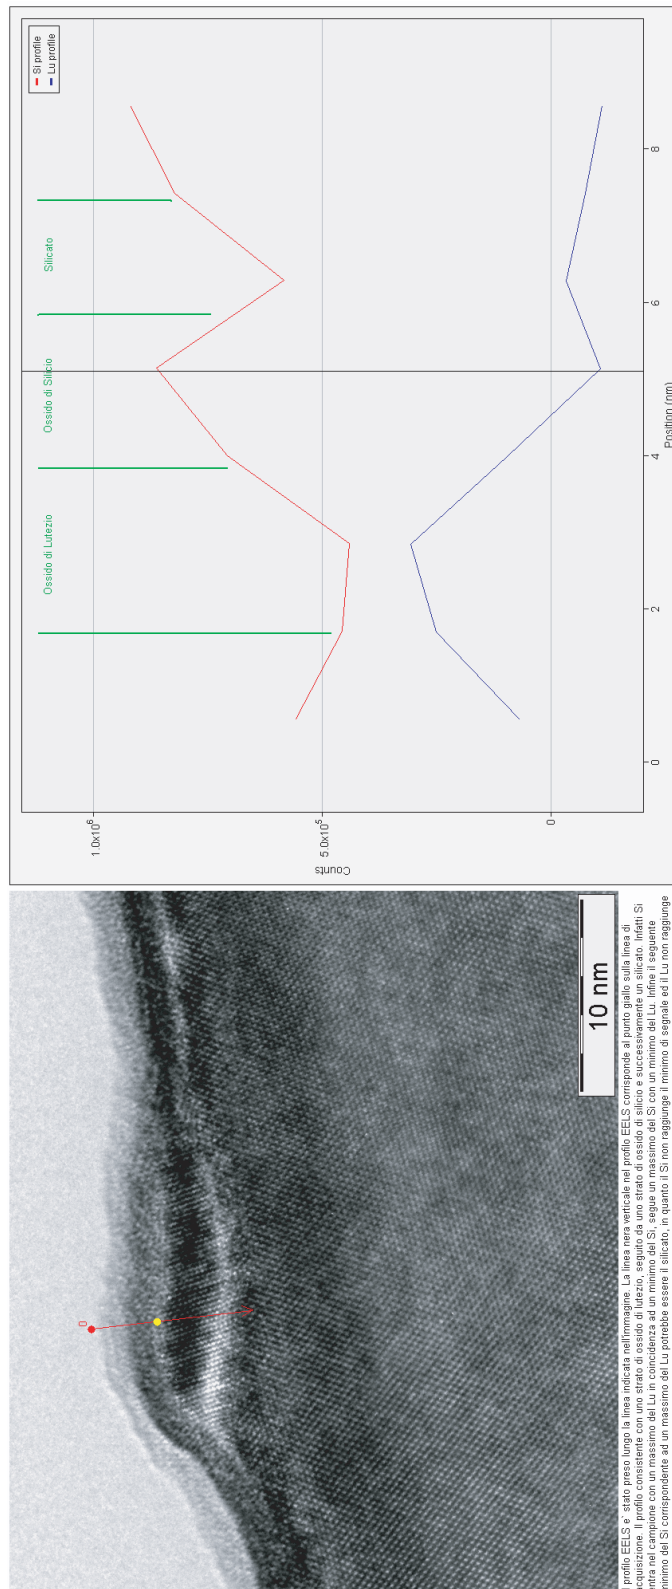 Si profile
Lu profile
Ossido di Lutezio
Ossido di Silicio
Silicato
1.0x10⁶
5.0x10⁵
0
Counts
0
2
4
6
8
Position (nm)
0
10 nm
l profilo EELS e` stato preso lungo la linea indicata nell'immagine. La linea nera verticale nel profilo EELS corrisponde al punto giallo sulla linea di
acquisizione. Il profilo consistente con uno strato di ossido di lutezio, seguito da uno strato di ossido di silicio e successivamente un silicato. Infatti Si
entra nel campione con un massimo del Lu in coincidenza ad un minimo del Si, segue un massimo del Si con un minimo del Lu. Infine il seguente
minimo del Si corrispondente ad un massimo del Lu potrebbe essere il silicato, in quanto il Si non raggiunge il minimo di segnale ed il Lu non raggiunge